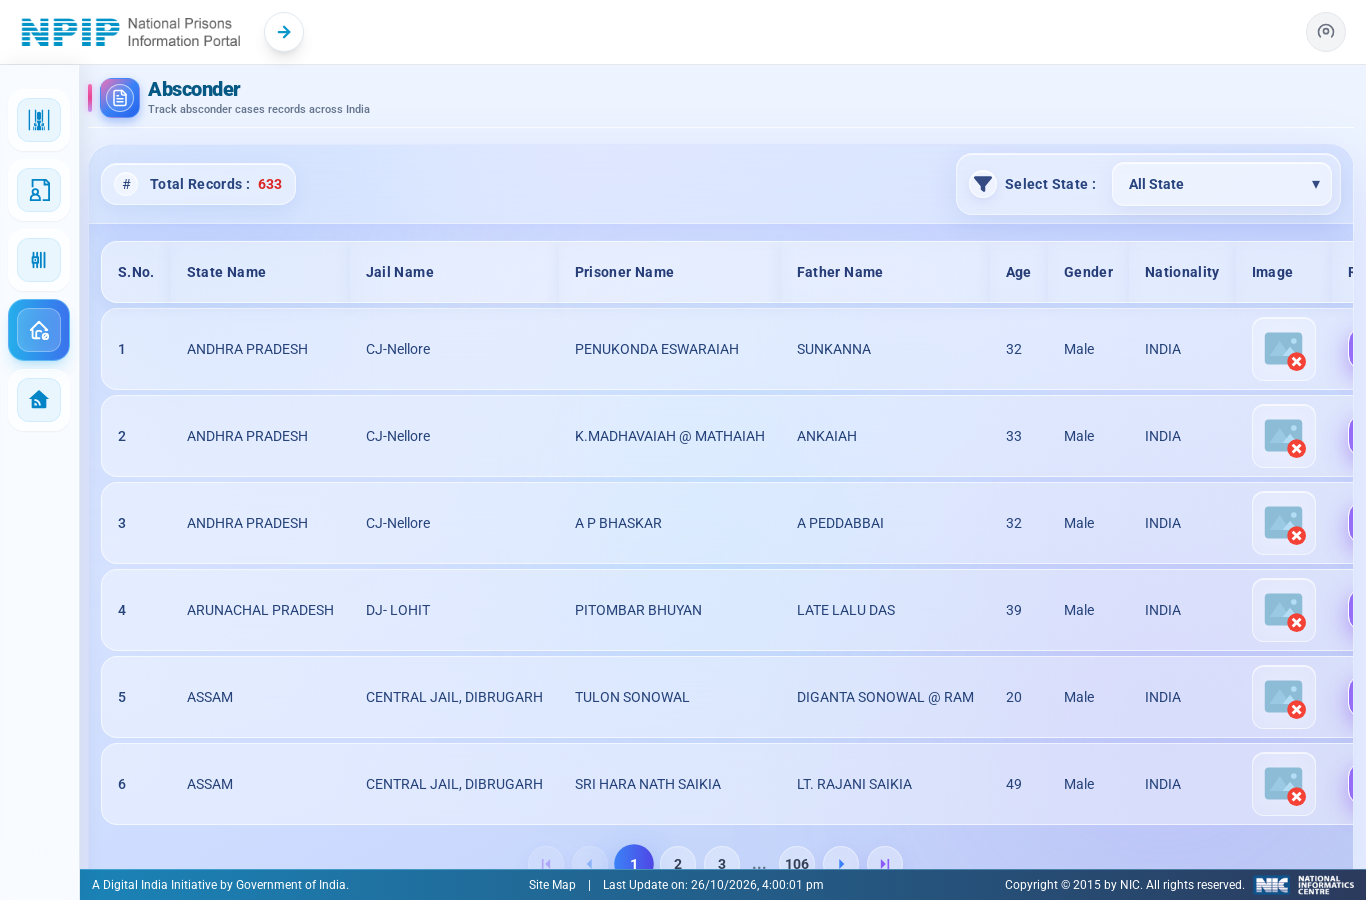 NPIP National Prisons
Information Portal
Absconder
Track absconder cases records across India
# Total Records : 633
Select State : All State
S.No. State Name Jail Name Prisoner Name Father Name Age Gender Nationality Image
1 ANDHRA PRADESH CJ-Nellore PENUKONDA ESWARAIAH SUNKANNA 32 Male INDIA
2 ANDHRA PRADESH CJ-Nellore K.MADHAVAIAH @ MATHAIAH ANKAIAH 33 Male INDIA
3 ANDHRA PRADESH CJ-Nellore A P BHASKAR A PEDDABBAI 32 Male INDIA
4 ARUNACHAL PRADESH DJ- LOHIT PITOMBAR BHUYAN LATE LALU DAS 39 Male INDIA
5 ASSAM CENTRAL JAIL, DIBRUGARH TULON SONOWAL DIGANTA SONOWAL @ RAM 20 Male INDIA
6 ASSAM CENTRAL JAIL, DIBRUGARH SRI HARA NATH SAIKIA LT. RAJANI SAIKIA 49 Male INDIA
1 2 3 ... 106
A Digital India Initiative by Government of India. Site Map | Last Update on: 26/10/2026, 4:00:01 pm Copyright © 2015 by NIC. All rights reserved. NIC NATIONAL
INFORMATICS
CENTRE